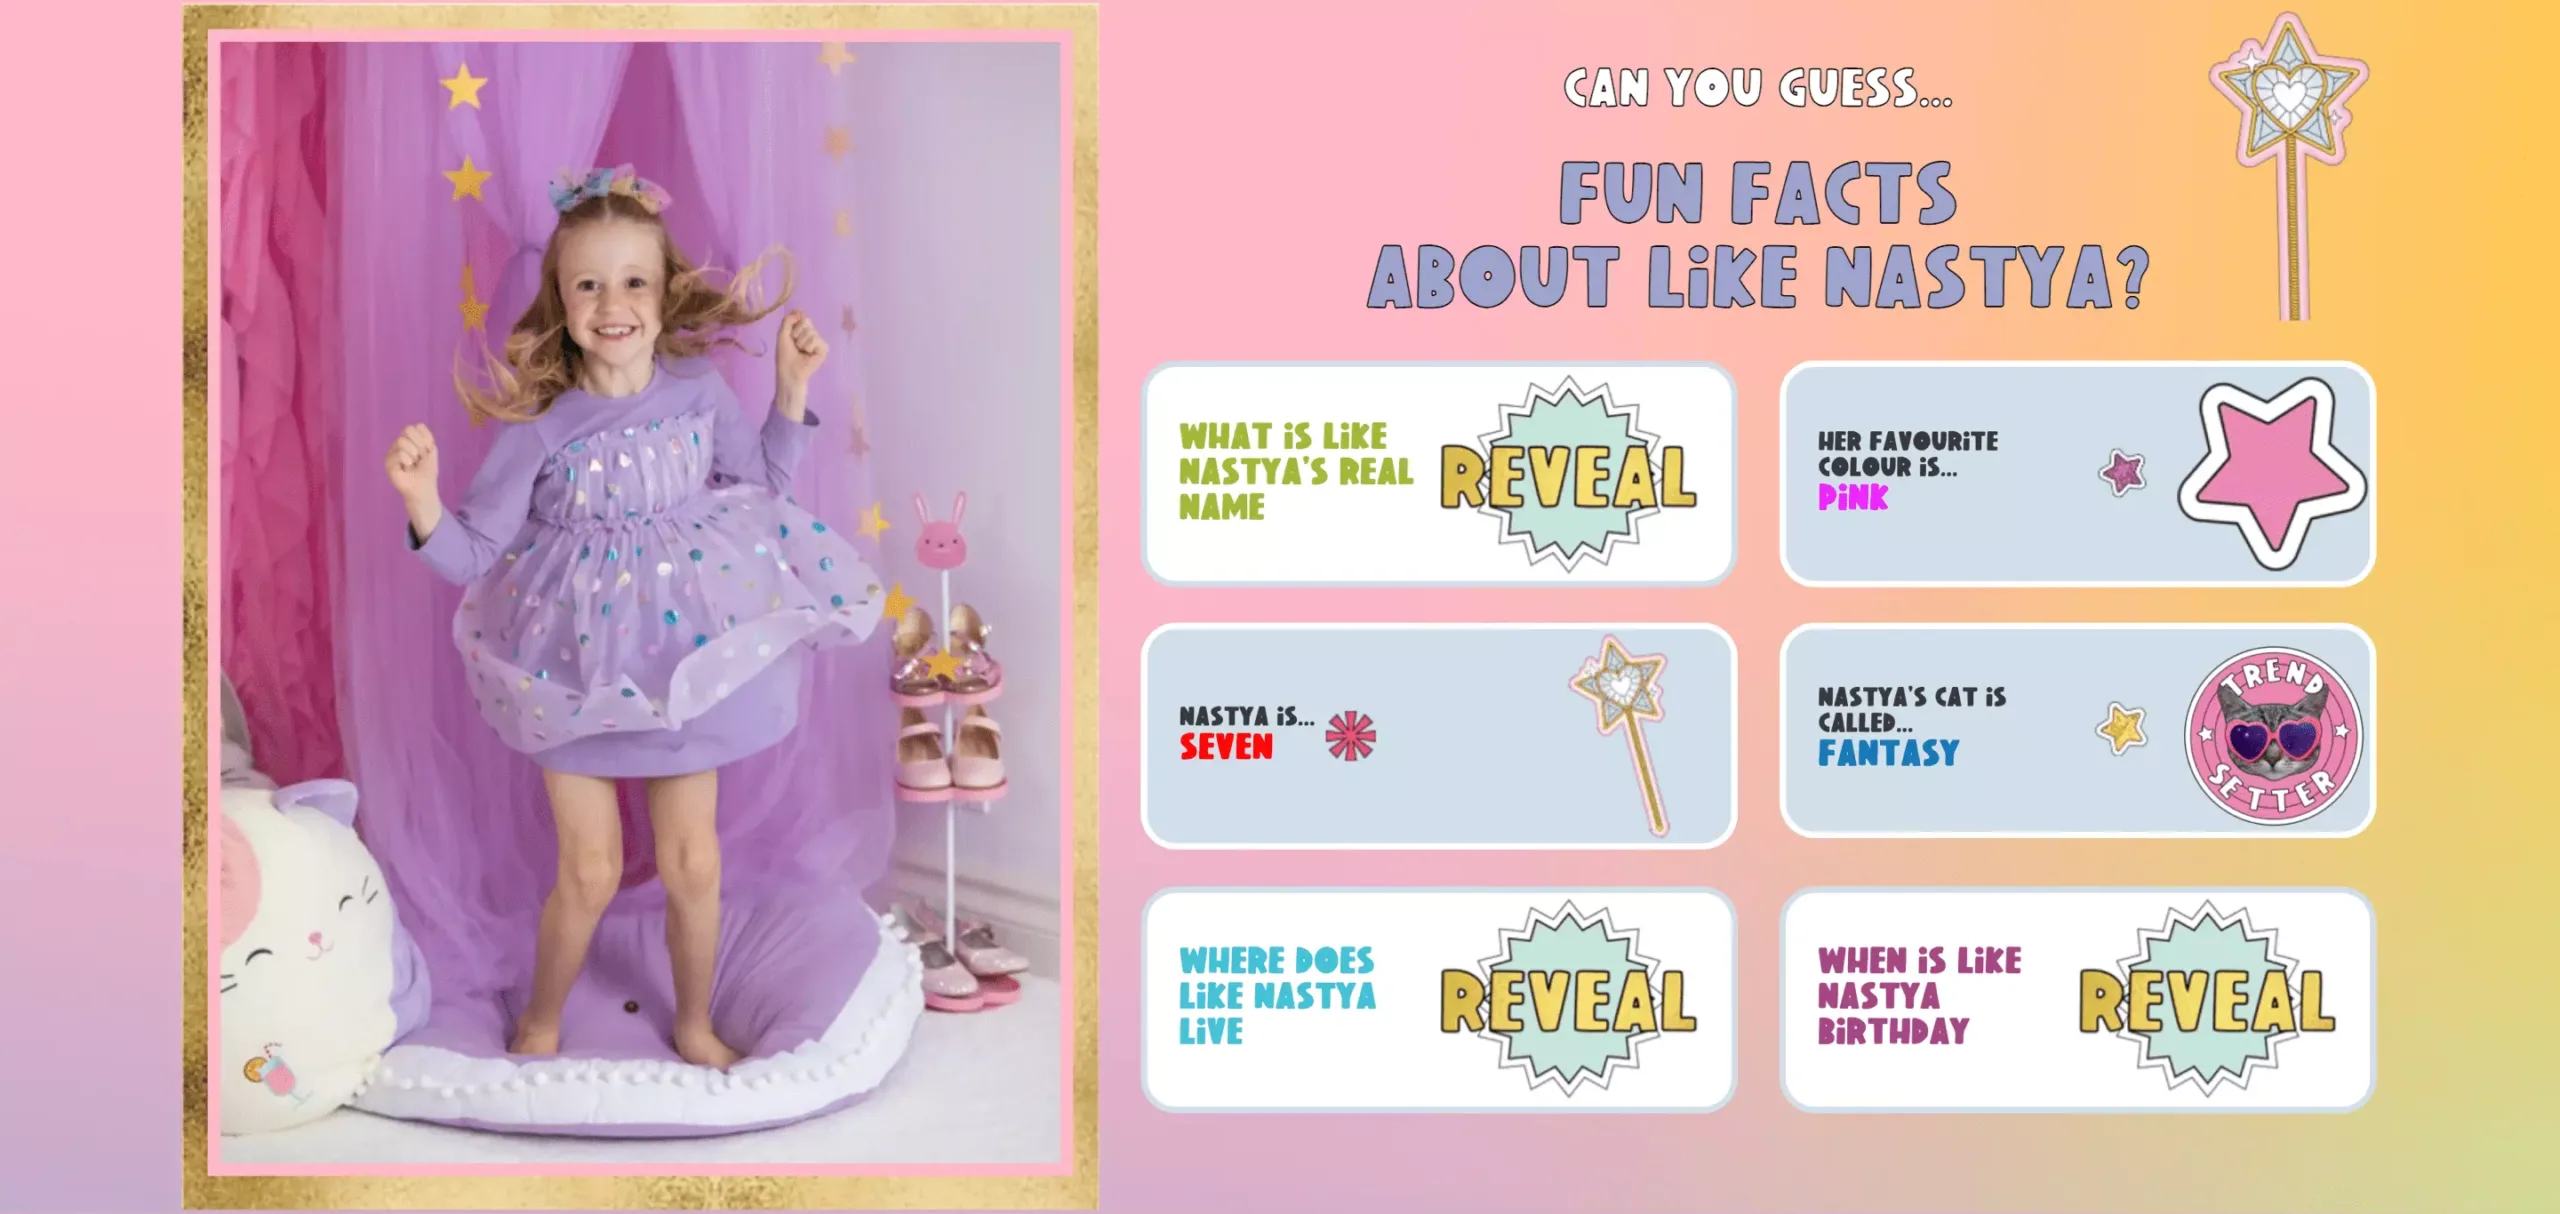 CAN YOU GUESS...
FUN FACTS
ABOUT LiKE NASTYA?
WHAT iS LiKE
NASTYA'S REAL
NAME
REVEAL
HER FAVOURiTE
COLOUR iS...
PiNK
NASTYA iS...
SEVEN
NASTYA'S CAT iS
CALLED...
FANTASY
TREND
SETTER
WHERE DOES
LiKE NASTYA
LiVE
REVEAL
WHEN iS LiKE
NASTYA
BiRTHDAY
REVEAL